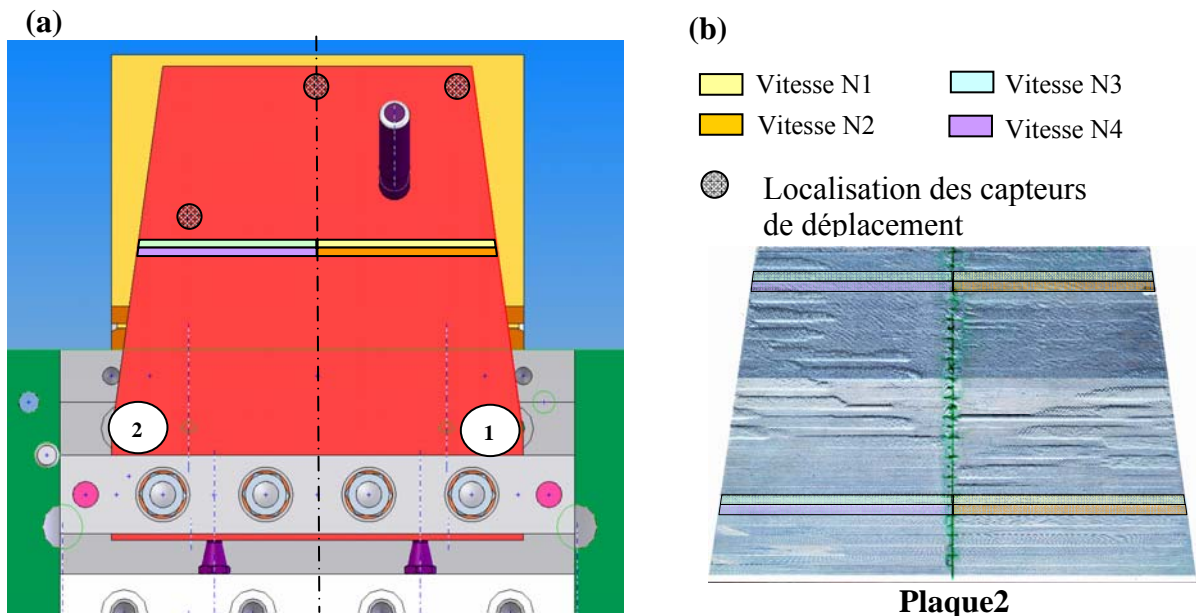 (a)
2
1
(b)
Vitesse N1
Vitesse N3
Vitesse N2
Vitesse N4
Localisation des capteurs
de déplacement
Plaque2